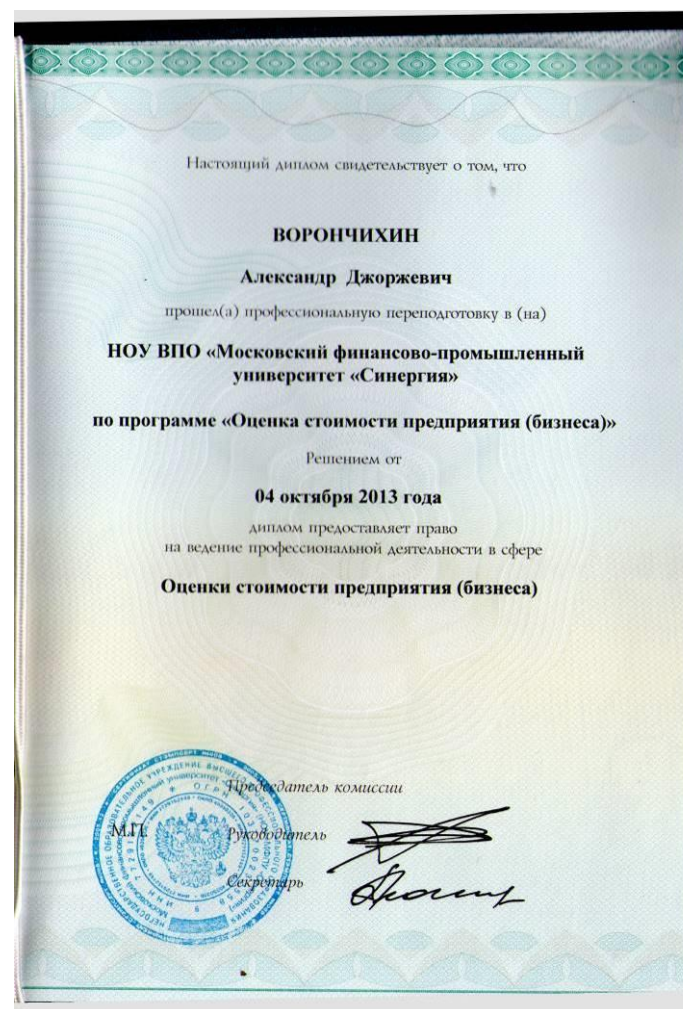 Настоящий диплом свидетельствует о том, что
ВОРОНЧИХИН
Александр Джоржевич
прошел(а) профессиональную переподготовку в (на)
НОУ ВПО «Московский финансово-промышленный
университет «Синергия»
по программе «Оценка стоимости предприятия (бизнеса)»
Решением от
04 октября 2013 года
диплом предоставляет право
на ведение профессиональной деятельности в сфере
Оценки стоимости предприятия (бизнеса)
Председатель комиссии
М.П.
Руководитель
Секретарь